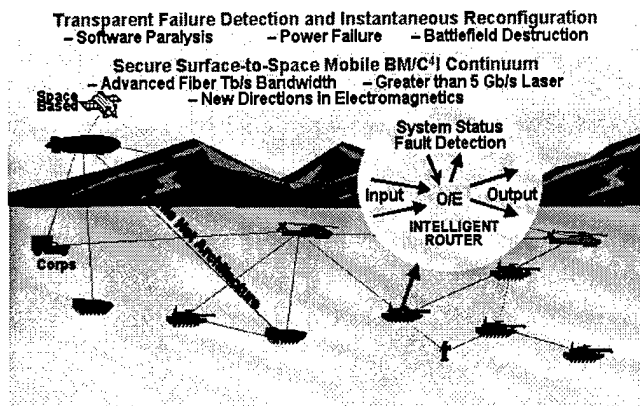 Transparent Failure Detection and Instantaneous Reconfiguration
– Software Paralysis – Power Failure – Battlefield Destruction
Secure Surface-to-Space Mobile BM/C⁴I Continuum
– Advanced Fiber Tb/s Bandwidth – Greater than 5 Gb/s Laser
– New Directions in Electromagnetics
Space
Based
System Status
Fault Detection
Input
O/E
Output
INTELLIGENT
ROUTER
Net Architecture
Corps